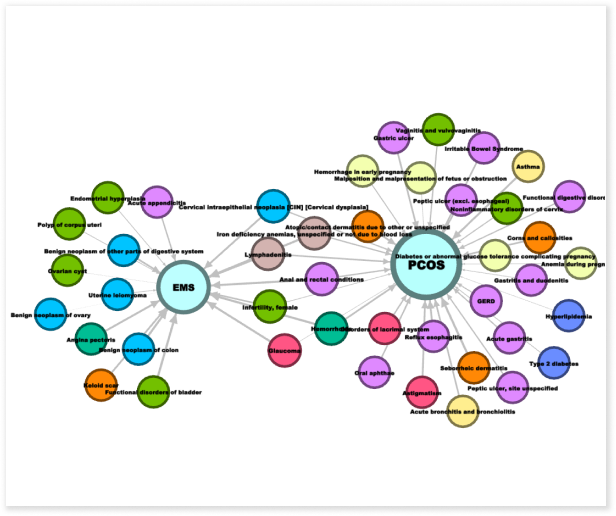 Vaginitis and vulvovaginitis
Gastric ulcer
Irritable Bowel Syndrome
Asthma
Hemorrhage in early pregnancy
Malposition and malpresentation of fetus or obstruction
Endometrial hyperplasia
Acute appendicitis
Peptic ulcer (excl. esophageal)
Functional digestive disor
Cervical intraepithelial neoplasia [CIN] [Cervical dysplasia]
Noninflammatory disorders of cervix
Polyp of corpus uteri
Atopic/contact dermatitis due to other or unspecified
Iron deficiency anemias, unspecified or not due to blood loss
Corns and callosities
Benign neoplasm of other parts of digestive system
Lymphadenitis
Diabetes or abnormal glucose tolerance complicating pregnancy
PCOS
Anemia during pregn
Ovarian cyst
Anal and rectal conditions
Gastritis and duodenitis
EMS
Uterine leiomyoma
GERD
Infertility, female
Benign neoplasm of ovary
Hyperlipidemia
Hemorrhoids
Disorders of lacrimal system
Angina pectoris
Reflux esophagitis
Acute gastritis
Benign neoplasm of colon
Glaucoma
Type 2 diabetes
Seborrheic dermatitis
Oral aphthae
Keloid scar
Functional disorders of bladder
Peptic ulcer, site unspecified
Astigmatism
Acute bronchitis and bronchiolitis